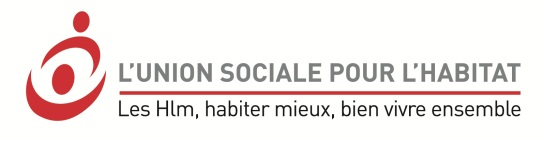 L'UNION SOCIALE POUR L'HABITAT
Les Hlm, habiter mieux, bien vivre ensemble